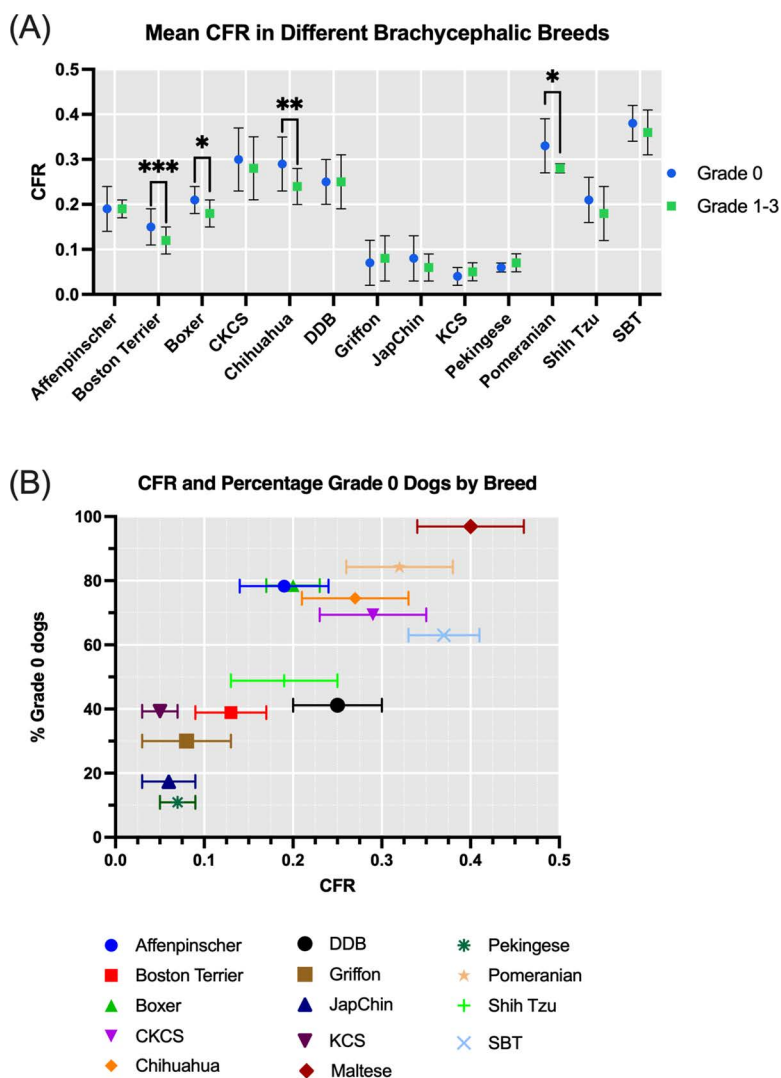 (A)
Mean CFR in Different Brachycephalic Breeds
0.5
0.4
0.3
0.2
0.1
0.0
CFR
***
*
**
*
Grade 0
Grade 1-3
Affenpinscher
Boston Terrier
Boxer
CKCS
Chihuahua
DDB
Griffon
JapChin
KCS
Pekingese
Pomeranian
Shih Tzu
SBT
(B)
CFR and Percentage Grade 0 Dogs by Breed
100
80
60
40
20
0
% Grade 0 dogs
0.0 0.1 0.2 0.3 0.4 0.5
CFR
Affenpinscher
Boston Terrier
Boxer
CKCS
Chihuahua
DDB
Griffon
JapChin
KCS
Maltese
Pekingese
Pomeranian
Shih Tzu
SBT